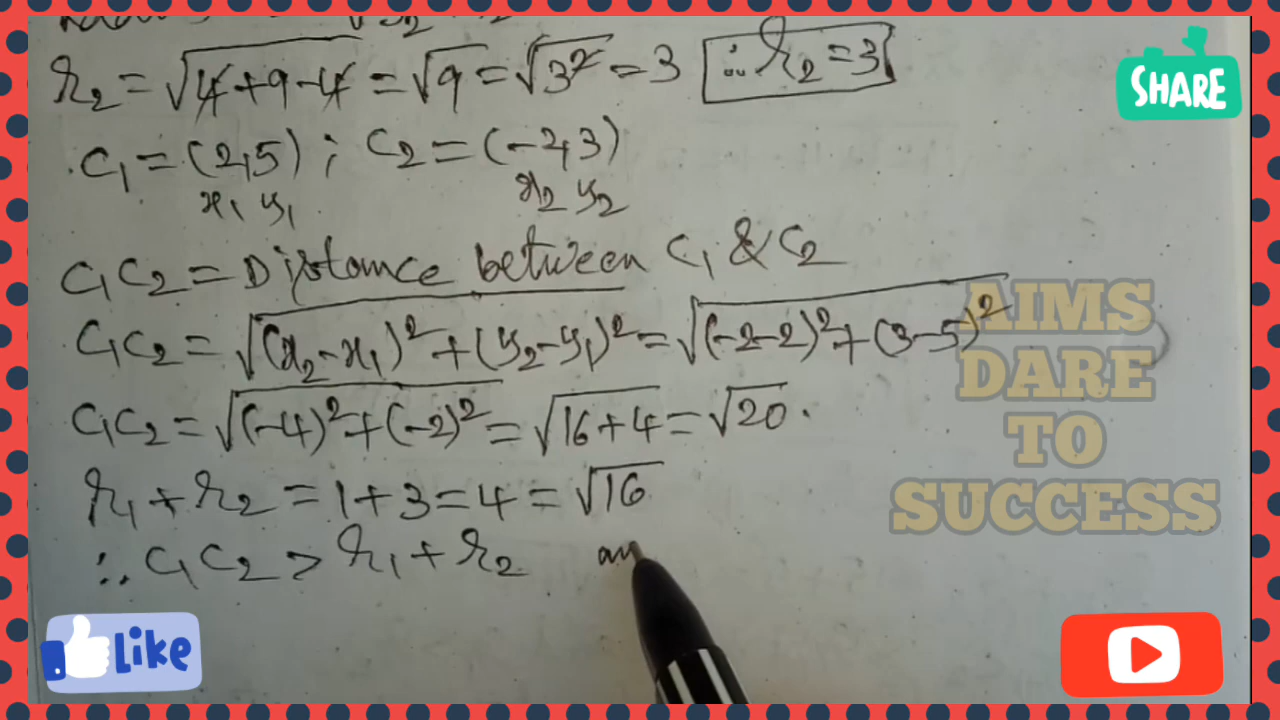 r₂ = √4+9-4 = √9 = √3² = 3 ∴ r₂ = 3
C₁ = (2,5) ; C₂ = (-2,3)
x₁ y₁ x₂ y₂
C₁C₂ = Distance between C₁ & C₂
C₁C₂ = √(x₂-x₁)²+(y₂-y₁)² = √(-2-2)²+(3-5)²
C₁C₂ = √(-4)²+(-2)² = √16+4 = √20.
r₁+r₂ = 1+3 = 4 = √16
∴ C₁C₂ > r₁+r₂
SHARE
AIMS
DARE
TO
SUCCESS
Like